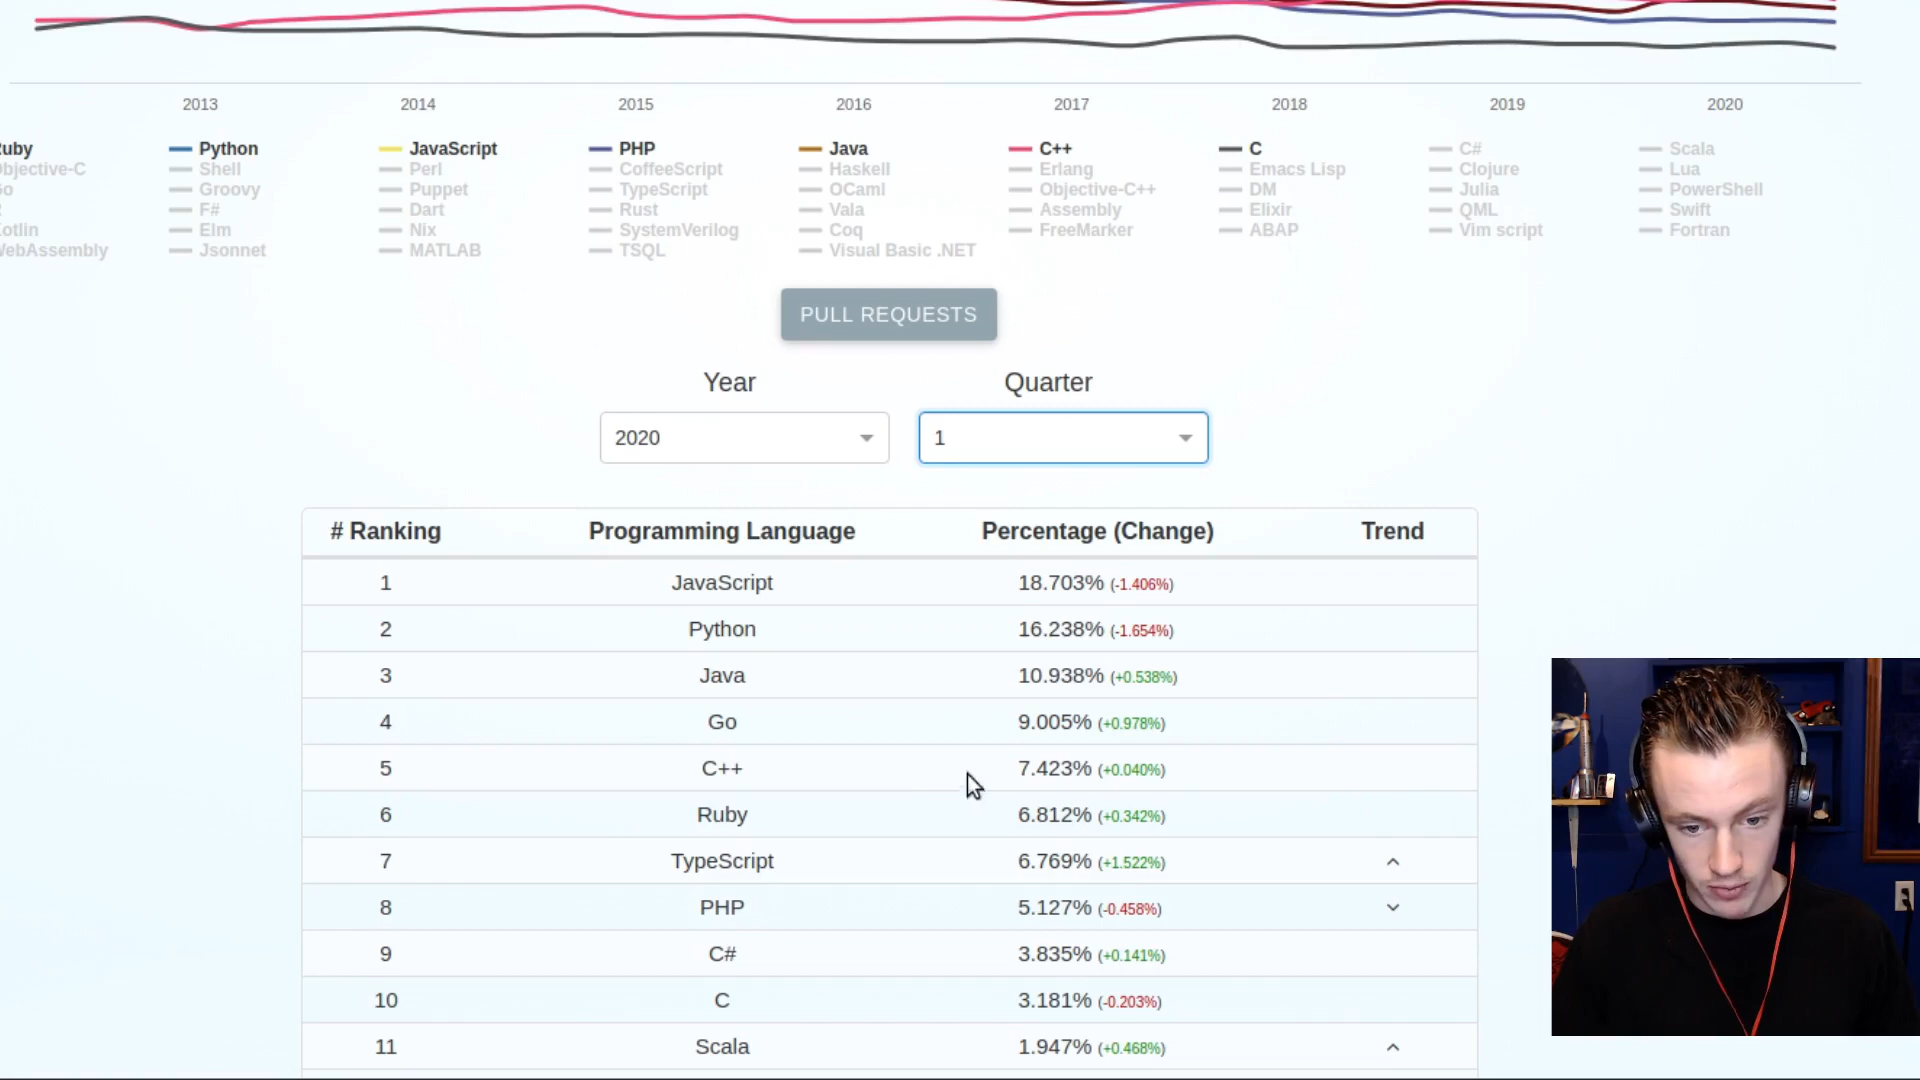 2013 2014 2015 2016 2017 2018 2019 2020
uby Python JavaScript PHP Java C++ C C# Scala
bjective-C Shell Perl CoffeeScript Haskell Erlang Emacs Lisp Clojure Lua
o Groovy Puppet TypeScript OCaml Objective-C++ DM Julia PowerShell
F# Dart Rust Vala Assembly Elixir QML Swift
otlin Elm Nix SystemVerilog Coq FreeMarker ABAP Vim script Fortran
WebAssembly Jsonnet MATLAB TSQL Visual Basic .NET
PULL REQUESTS
Year Quarter
2020 1
# Ranking Programming Language Percentage (Change) Trend
1 JavaScript 18.703% (-1.406%)
2 Python 16.238% (-1.654%)
3 Java 10.938% (+0.538%)
4 Go 9.005% (+0.978%)
5 C++ 7.423% (+0.040%)
6 Ruby 6.812% (+0.342%)
7 TypeScript 6.769% (+1.522%)
8 PHP 5.127% (-0.458%)
9 C# 3.835% (+0.141%)
10 C 3.181% (-0.203%)
11 Scala 1.947% (+0.468%)